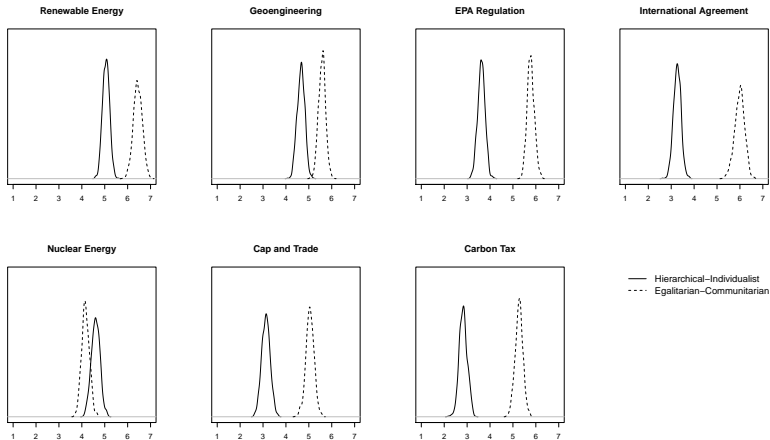 Renewable Energy
Geoengineering
EPA Regulation
International Agreement
1 2 3 4 5 6 7
1 2 3 4 5 6 7
1 2 3 4 5 6 7
1 2 3 4 5 6 7
Nuclear Energy
Cap and Trade
Carbon Tax
Hierarchical–Individualist
Egalitarian–Communitarian
1 2 3 4 5 6 7
1 2 3 4 5 6 7
1 2 3 4 5 6 7